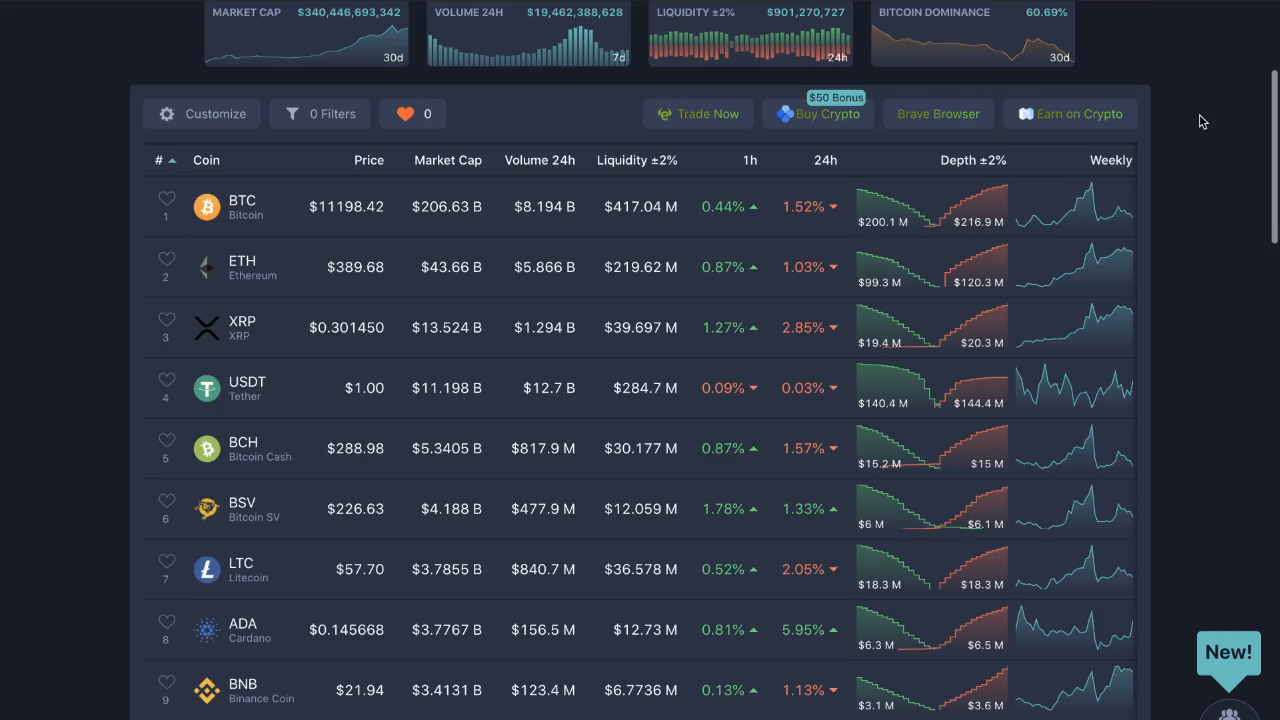 MARKET CAP $340,446,693,342 VOLUME 24H $19,462,388,628 LIQUIDITY ±2% $901,270,727 BITCOIN DOMINANCE 60.69%
30d 7d 24h 30d
$50 Bonus
Customize 0 Filters 0 Trade Now Buy Crypto Brave Browser Earn on Crypto
# Coin Price Market Cap Volume 24h Liquidity ±2% 1h 24h Depth ±2% Weekly
1 BTC Bitcoin $11198.42 $206.63 B $8.194 B $417.04 M 0.44% 1.52% $200.1 M $216.9 M
2 ETH Ethereum $389.68 $43.66 B $5.866 B $219.62 M 0.87% 1.03% $99.3 M $120.3 M
3 XRP XRP $0.301450 $13.524 B $1.294 B $39.697 M 1.27% 2.85% $19.4 M $20.3 M
4 USDT Tether $1.00 $11.198 B $12.7 B $284.7 M 0.09% 0.03% $140.4 M $144.4 M
5 BCH Bitcoin Cash $288.98 $5.3405 B $817.9 M $30.177 M 0.87% 1.57% $15.2 M $15 M
6 BSV Bitcoin SV $226.63 $4.188 B $477.9 M $12.059 M 1.78% 1.33% $6 M $6.1 M
7 LTC Litecoin $57.70 $3.7855 B $840.7 M $36.578 M 0.52% 2.05% $18.3 M $18.3 M
8 ADA Cardano $0.145668 $3.7767 B $156.5 M $12.73 M 0.81% 5.95% $6.3 M $6.5 M
9 BNB Binance Coin $21.94 $3.4131 B $123.4 M $6.7736 M 0.13% 1.13% $3.1 M $3.6 M
New!